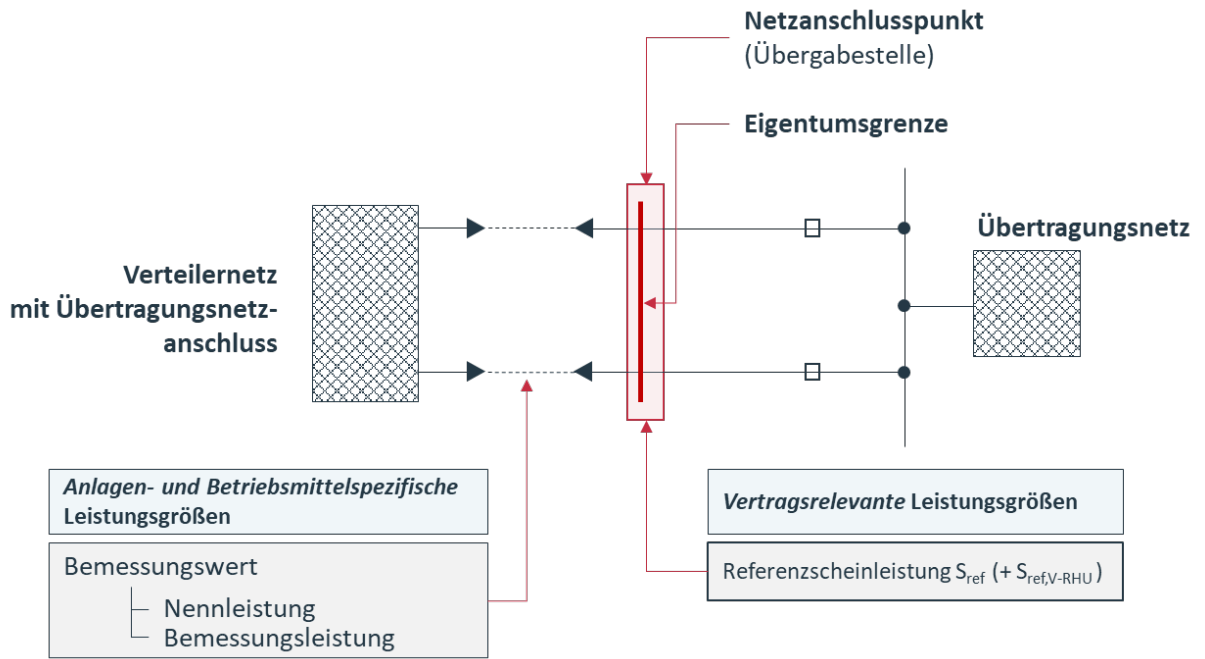 Netzanschlusspunkt
(Übergabestelle)
Eigentumsgrenze
Übertragungsnetz
Verteilernetz
mit Übertragungsnetz-
anschluss
Anlagen- und Betriebsmittelspezifische
Leistungsgrößen
Bemessungswert
Nennleistung
Bemessungsleistung
Vertragsrelevante Leistungsgrößen
Referenzscheinleistung Sref (+ Sref,V-RHU)